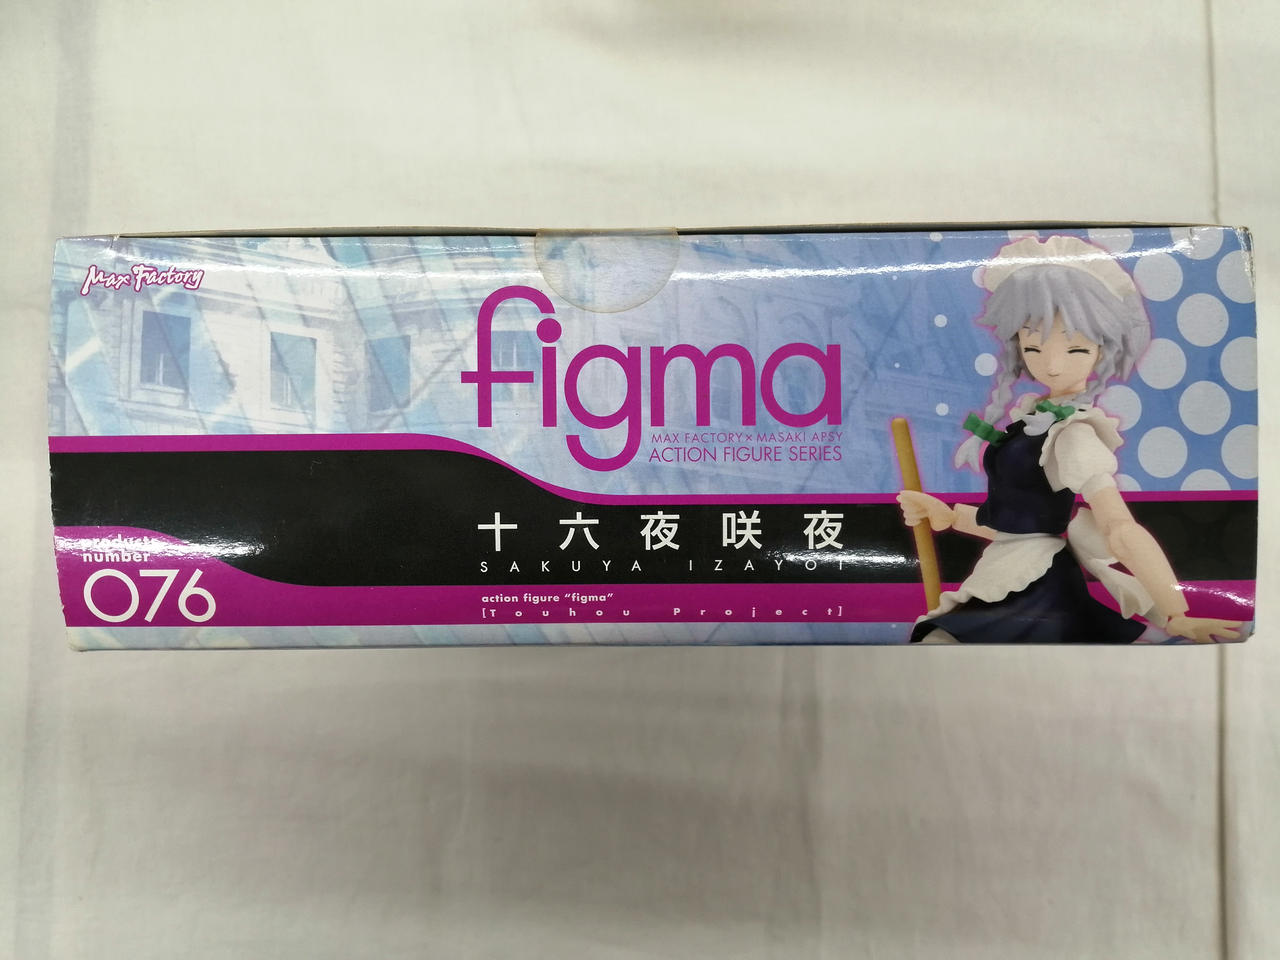 Max Factory
figma
MAX FACTORY × MASAKI APSY
ACTION FIGURE SERIES
十六夜咲夜
SAKUYA IZAYOI
products number
076
action figure "figma"
[Touhou Project]